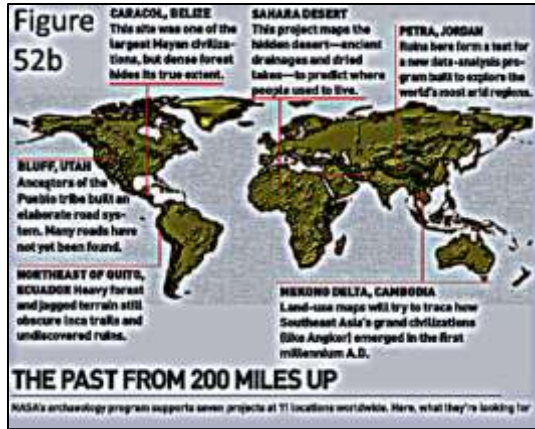 Figure
52b
CARACOL, BELIZE
This site was one of the
largest Mayan civiliza-
tions, but dense forest
hides its true extent.
SAHARA DESERT
This project maps the
hidden desert—ancient
drainages and dried
lakes—to predict where
people used to live.
PETRA, JORDAN
Ruins here form a test for
a new data-analysis pro-
gram built to explore the
world's most arid regions.
BLUFF, UTAH
Ancestors of the
Pueblo tribe built an
elaborate road sys-
tem. Many roads have
not yet been found.
NORTHEAST OF QUITO,
ECUADOR Heavy forest
and jagged terrain still
obscure Inca trails and
undiscovered ruins.
MEKONG DELTA, CAMBODIA
Land-use maps will try to trace how
Southeast Asia's grand civilizations
(like Angkor) emerged in the first
millennium A.D.
THE PAST FROM 200 MILES UP
NASA's archaeology program supports seven projects at 11 locations worldwide. Here, what they're looking for